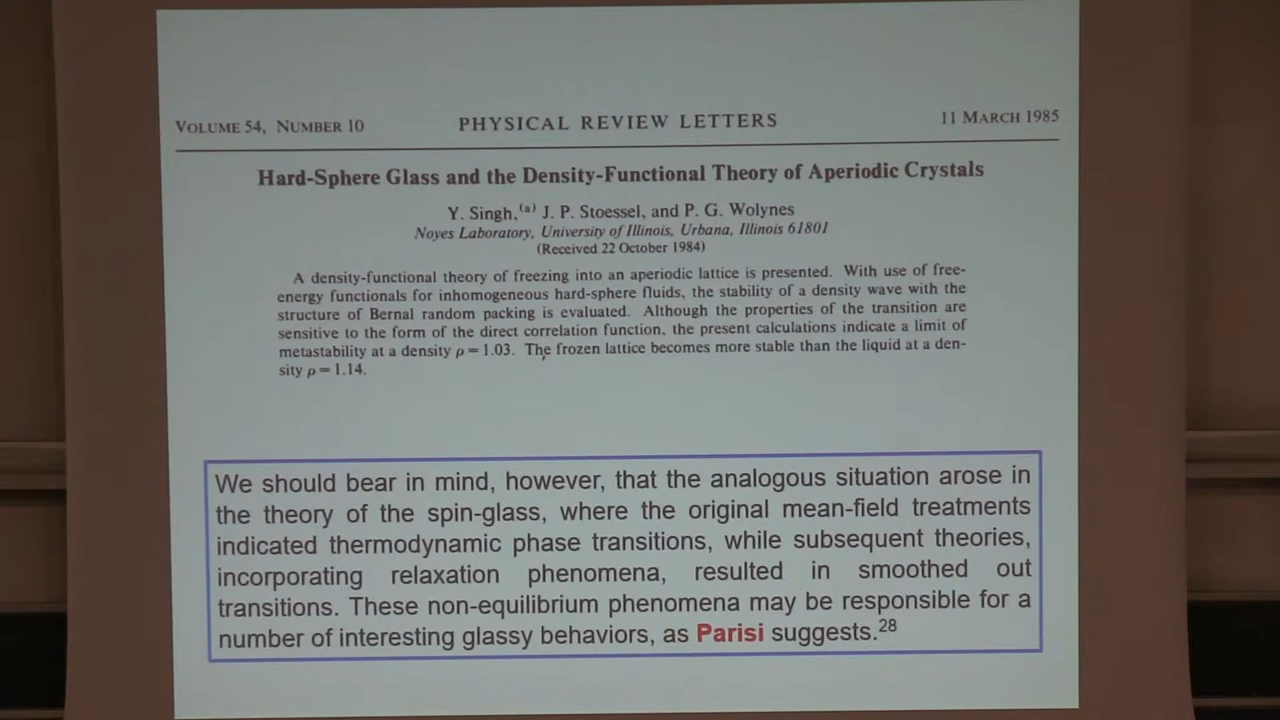 VOLUME 54, NUMBER 10 PHYSICAL REVIEW LETTERS 11 MARCH 1985
Hard-Sphere Glass and the Density-Functional Theory of Aperiodic Crystals
Y. Singh,(a) J. P. Stoessel, and P. G. Wolynes
Noyes Laboratory, University of Illinois, Urbana, Illinois 61801
(Received 22 October 1984)
A density-functional theory of freezing into an aperiodic lattice is presented. With use of free-
energy functionals for inhomogeneous hard-sphere fluids, the stability of a density wave with the
structure of Bernal random packing is evaluated. Although the properties of the transition are
sensitive to the form of the direct correlation function, the present calculations indicate a limit of
metastability at a density ρ = 1.03. The frozen lattice becomes more stable than the liquid at a den-
sity ρ = 1.14.
We should bear in mind, however, that the analogous situation arose in
the theory of the spin-glass, where the original mean-field treatments
indicated thermodynamic phase transitions, while subsequent theories,
incorporating relaxation phenomena, resulted in smoothed out
transitions. These non-equilibrium phenomena may be responsible for a
number of interesting glassy behaviors, as Parisi suggests.28